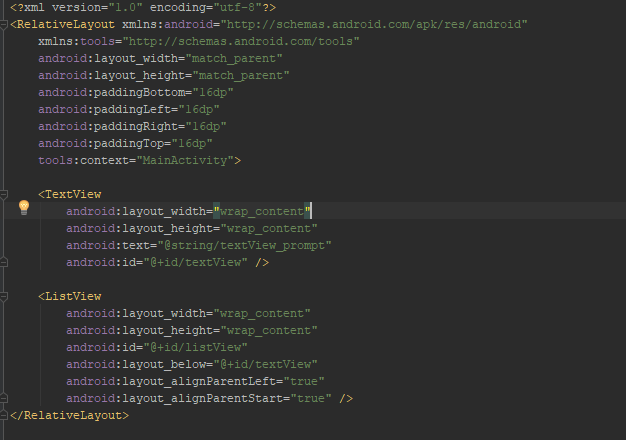 <?xml version="1.0" encoding="utf-8"?>
<RelativeLayout xmlns:android="http://schemas.android.com/apk/res/android"
    xmlns:tools="http://schemas.android.com/tools"
    android:layout_width="match_parent"
    android:layout_height="match_parent"
    android:paddingBottom="16dp"
    android:paddingLeft="16dp"
    android:paddingRight="16dp"
    android:paddingTop="16dp"
    tools:context="MainActivity">

    <TextView
        android:layout_width="wrap_content"
        android:layout_height="wrap_content"
        android:text="@string/textView_prompt"
        android:id="@+id/textView" />

    <ListView
        android:layout_width="wrap_content"
        android:layout_height="wrap_content"
        android:id="@+id/listView"
        android:layout_below="@+id/textView"
        android:layout_alignParentLeft="true"
        android:layout_alignParentStart="true" />
</RelativeLayout>